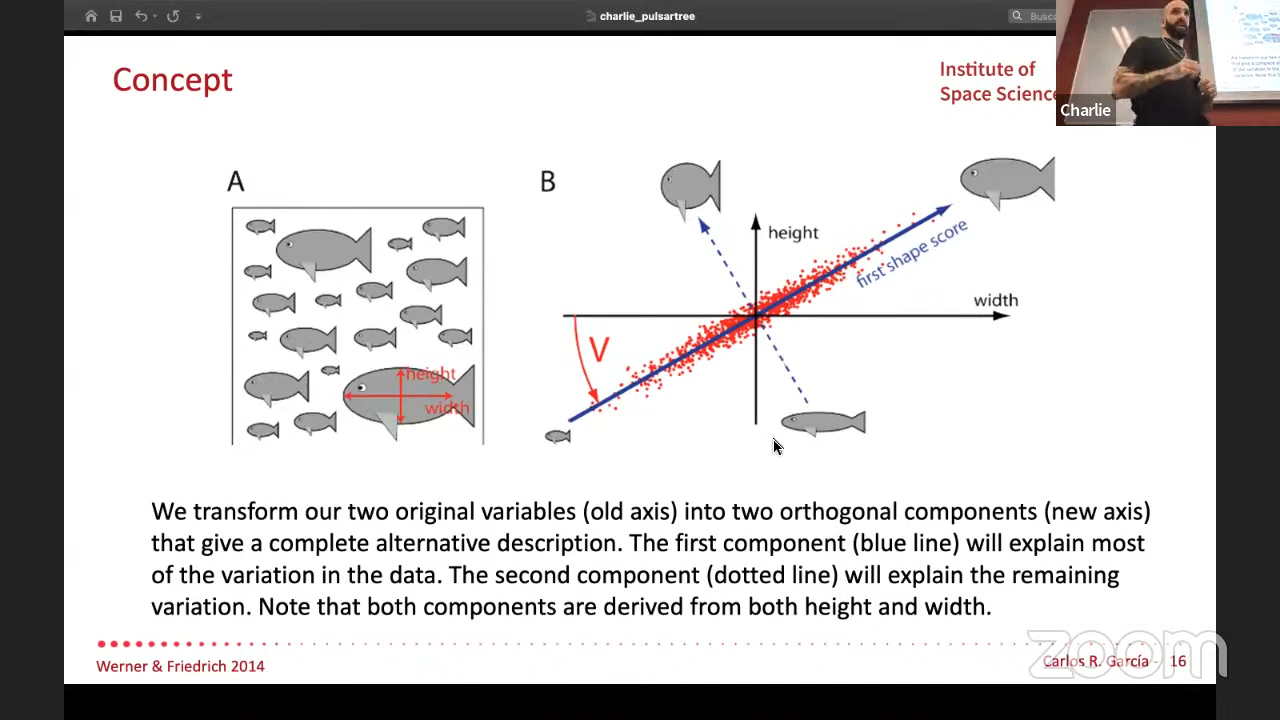 charlie_pulsartree
Busca
Concept
Institute of
Space Science
Charlie
A
B
height
width
height
width
first shape score
V
We transform our two original variables (old axis) into two orthogonal components (new axis)
that give a complete alternative description. The first component (blue line) will explain most
of the variation in the data. The second component (dotted line) will explain the remaining
variation. Note that both components are derived from both height and width.
Werner & Friedrich 2014
Carlos R. García - 16
zoom